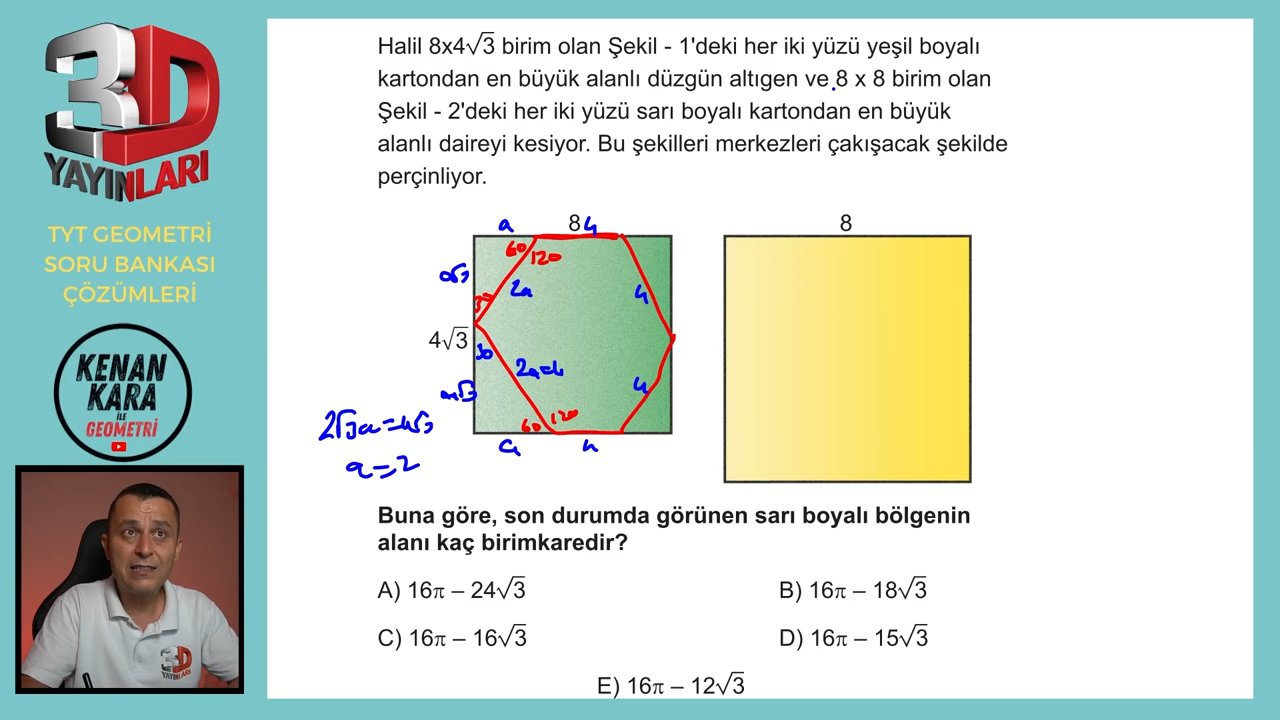 3D
YAYINLARI
TYT GEOMETRİ
SORU BANKASI
ÇÖZÜMLERİ
KENAN
KARA
İLE
GEOMETRİ
3D
YAYINLARI
Halil 8x4√3 birim olan Şekil - 1'deki her iki yüzü yeşil boyalı
kartondan en büyük alanlı düzgün altıgen ve 8 x 8 birim olan
Şekil - 2'deki her iki yüzü sarı boyalı kartondan en büyük
alanlı daireyi kesiyor. Bu şekilleri merkezleri çakışacak şekilde
perçinliyor.
a
8 4
8
60
120
a√3
2a
30
4
4√3
30
2a=4
4
a√3
120
60
a
4
2√3a=4√3
a=2
Buna göre, son durumda görünen sarı boyalı bölgenin
alanı kaç birimkaredir?
A) 16π – 24√3
B) 16π – 18√3
C) 16π – 16√3
D) 16π – 15√3
E) 16π – 12√3